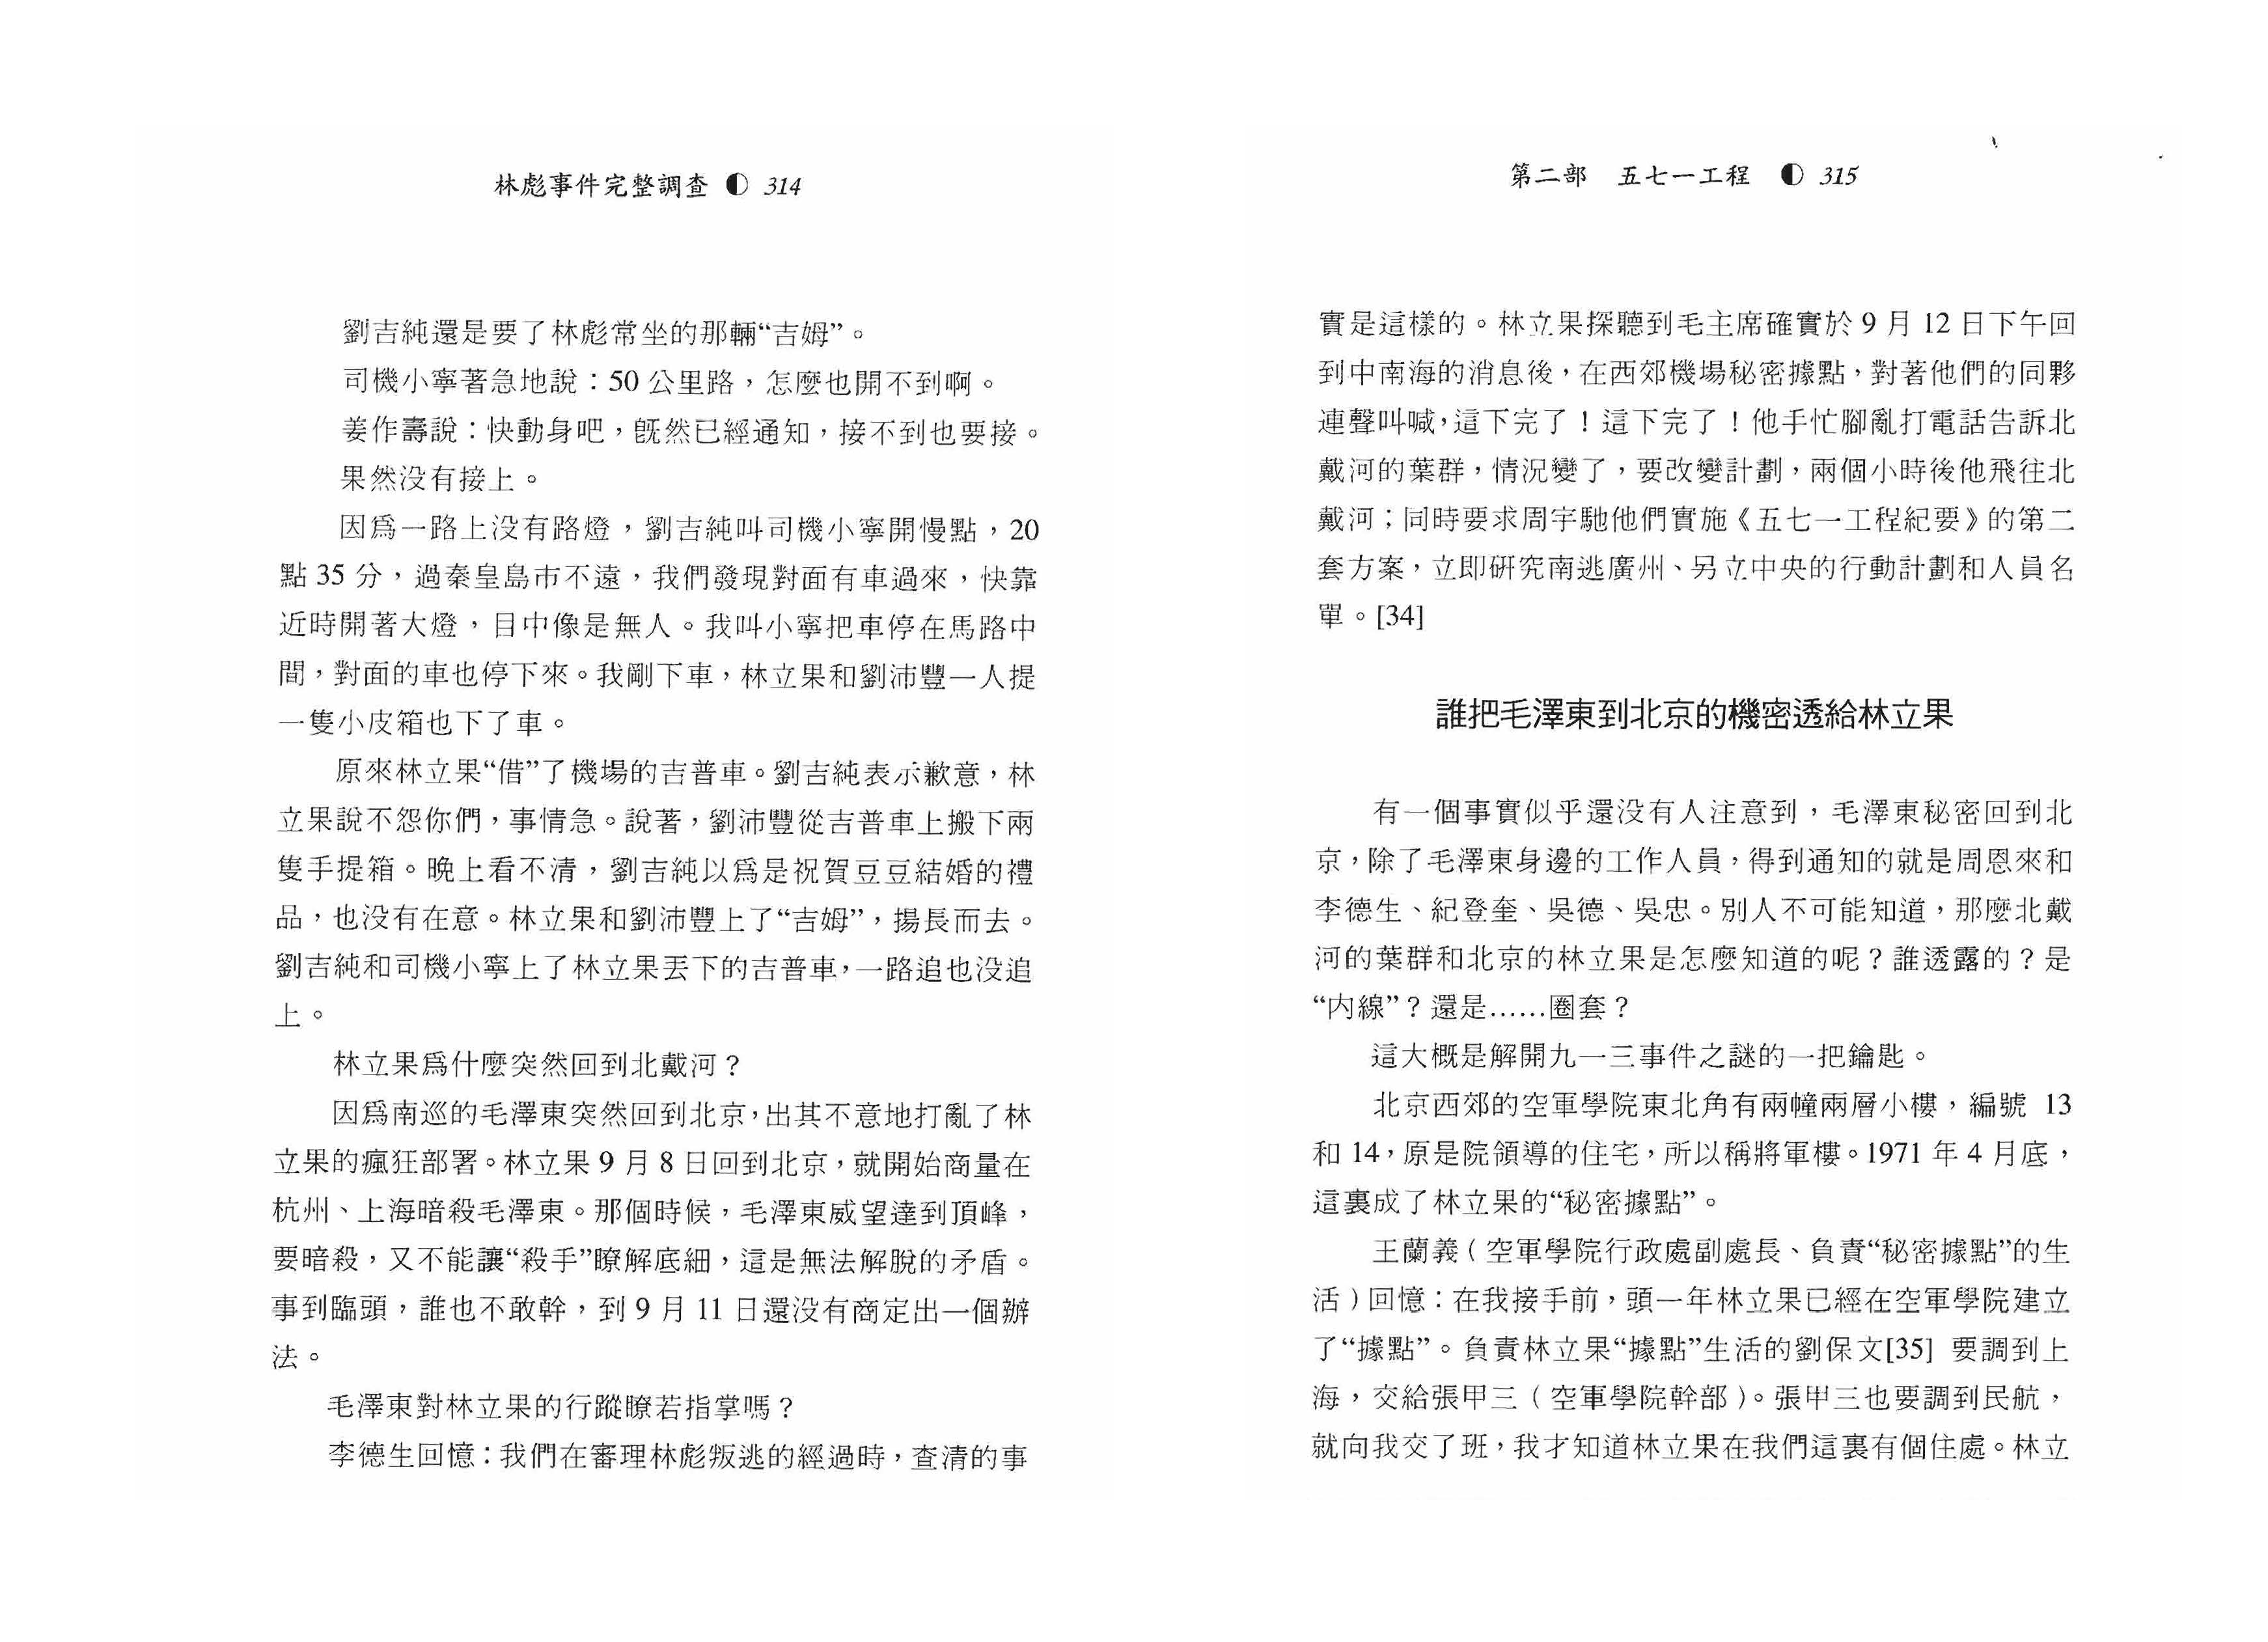 林彪事件完整調查 ◐ 314
劉吉純還是要了林彪常坐的那輛“吉姆”。
司機小寧著急地說：50 公里路，怎麼也開不到啊。
姜作壽說：快動身吧，既然已經通知，接不到也要接。
果然没有接上。
因爲一路上没有路燈，劉吉純叫司機小寧開慢點，20
點 35 分，過秦皇島市不遠，我們發現對面有車過來，快靠
近時開著大燈，目中像是無人。我叫小寧把車停在馬路中
間，對面的車也停下來。我剛下車，林立果和劉沛豐一人提
一隻小皮箱也下了車。
原來林立果“借”了機場的吉普車。劉吉純表示歉意，林
立果說不怨你們，事情急。說著，劉沛豐從吉普車上搬下兩
隻手提箱。晚上看不清，劉吉純以爲是祝賀豆豆結婚的禮
品，也没有在意。林立果和劉沛豐上了“吉姆”，揚長而去。
劉吉純和司機小寧上了林立果丟下的吉普車，一路追也没追
上。
林立果爲什麼突然回到北戴河？
因爲南巡的毛澤東突然回到北京，出其不意地打亂了林
立果的瘋狂部署。林立果 9 月 8 日回到北京，就開始商量在
杭州、上海暗殺毛澤東。那個時候，毛澤東威望達到頂峰，
要暗殺，又不能讓“殺手”瞭解底細，這是無法解脫的矛盾。
事到臨頭，誰也不敢幹，到 9 月 11 日還没有商定出一個辦
法。
毛澤東對林立果的行蹤瞭若指掌嗎？
李德生回憶：我們在審理林彪叛逃的經過時，查清的事
第二部 五七一工程 ◐ 315
實是這樣的。林立果探聽到毛主席確實於 9 月 12 日下午回
到中南海的消息後，在西郊機場秘密據點，對著他們的同夥
連聲叫喊，這下完了！這下完了！他手忙腳亂打電話告訴北
戴河的葉群，情況變了，要改變計劃，兩個小時後他飛往北
戴河；同時要求周宇馳他們實施《五七一工程紀要》的第二
套方案，立即研究南逃廣州、另立中央的行動計劃和人員名
單。[34]
誰把毛澤東到北京的機密透給林立果
有一個事實似乎還没有人注意到，毛澤東秘密回到北
京，除了毛澤東身邊的工作人員，得到通知的就是周恩來和
李德生、紀登奎、吳德、吳忠。別人不可能知道，那麼北戴
河的葉群和北京的林立果是怎麼知道的呢？誰透露的？是
“内線”？還是……圈套？
這大概是解開九一三事件之謎的一把鑰匙。
北京西郊的空軍學院東北角有兩幢兩層小樓，編號 13
和 14，原是院領導的住宅，所以稱將軍樓。1971 年 4 月底，
這裏成了林立果的“秘密據點”。
王蘭義（空軍學院行政處副處長、負責“秘密據點”的生
活）回憶：在我接手前，頭一年林立果已經在空軍學院建立
了“據點”。負責林立果“據點”生活的劉保文[35] 要調到上
海，交給張甲三（空軍學院幹部）。張甲三也要調到民航，
就向我交了班，我才知道林立果在我們這裏有個住處。林立